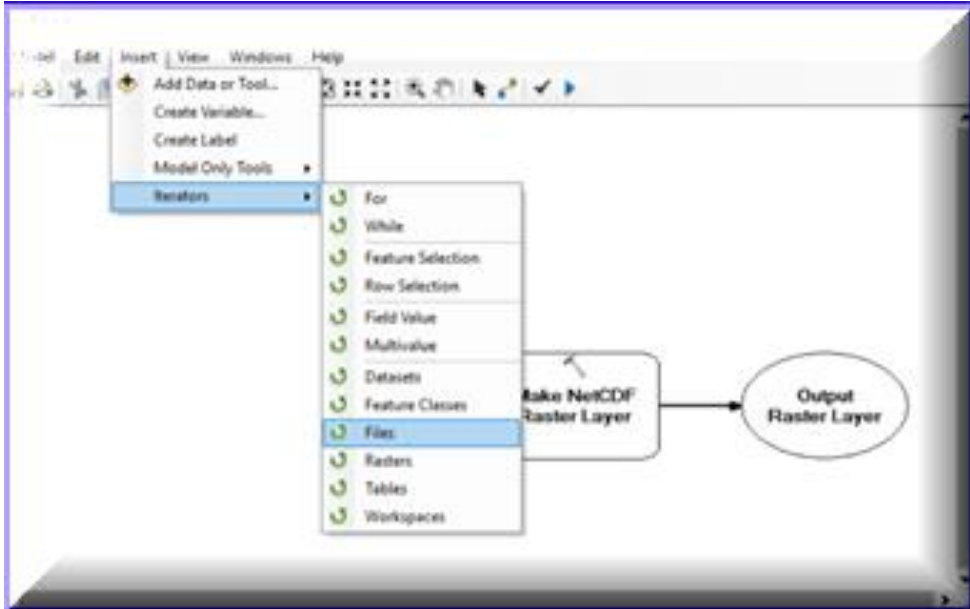 Edit Insert View Windows Help
Add Data or Tool...
Create Variable...
Create Label
Model Only Tools
Iterators
For
While
Feature Selection
Row Selection
Field Value
Multivalue
Datasets
Feature Classes
Files
Rasters
Tables
Workspaces
Make NetCDF
Raster Layer
Output
Raster Layer